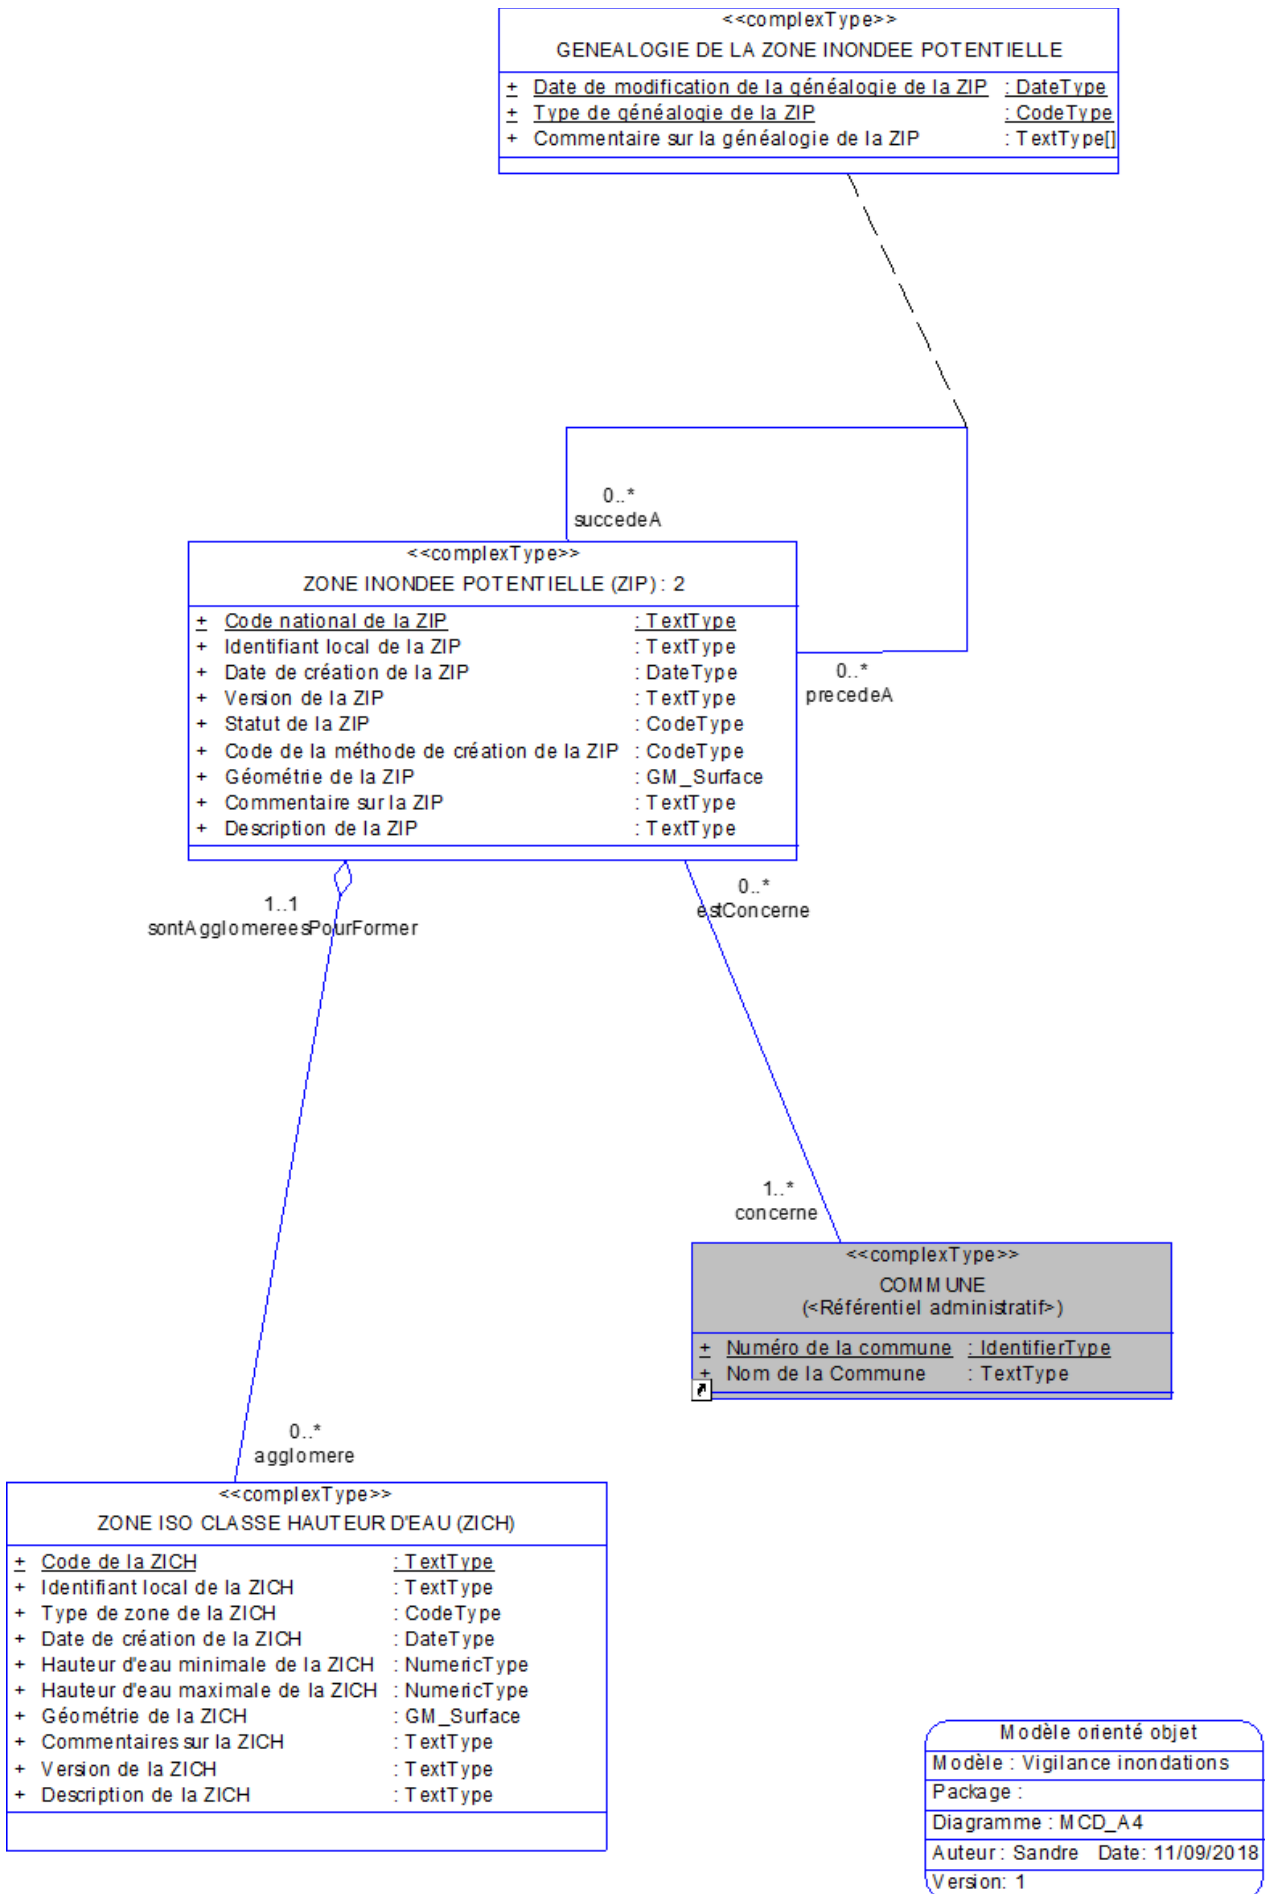 <<complexType>>
GENEALOGIE DE LA ZONE INONDEE POTENTIELLE
+ Date de modification de la généalogie de la ZIP : DateType
+ Type de généalogie de la ZIP : CodeType
+ Commentaire sur la généalogie de la ZIP : TextType[]
0..*
succedeA
<<complexType>>
ZONE INONDEE POTENTIELLE (ZIP) : 2
+ Code national de la ZIP : TextType
+ Identifiant local de la ZIP : TextType
+ Date de création de la ZIP : DateType
+ Version de la ZIP : TextType
+ Statut de la ZIP : CodeType
+ Code de la méthode de création de la ZIP : CodeType
+ Géométrie de la ZIP : GM_Surface
+ Commentaire sur la ZIP : TextType
+ Description de la ZIP : TextType
0..*
precedeA
1..1
sontAgglomereesPourFormer
0..*
estConcerne
1..*
concerne
<<complexType>>
COMMUNE
(<Référentiel administratif>)
+ Numéro de la commune : IdentifierType
+ Nom de la Commune : TextType
0..*
agglomere
<<complexType>>
ZONE ISO CLASSE HAUTEUR D'EAU (ZICH)
+ Code de la ZICH : TextType
+ Identifiant local de la ZICH : TextType
+ Type de zone de la ZICH : CodeType
+ Date de création de la ZICH : DateType
+ Hauteur d'eau minimale de la ZICH : NumericType
+ Hauteur d'eau maximale de la ZICH : NumericType
+ Géométrie de la ZICH : GM_Surface
+ Commentaires sur la ZICH : TextType
+ Version de la ZICH : TextType
+ Description de la ZICH : TextType
Modèle orienté objet
Modèle : Vigilance inondations
Package :
Diagramme : MCD_A4
Auteur : Sandre Date: 11/09/2018
Version: 1